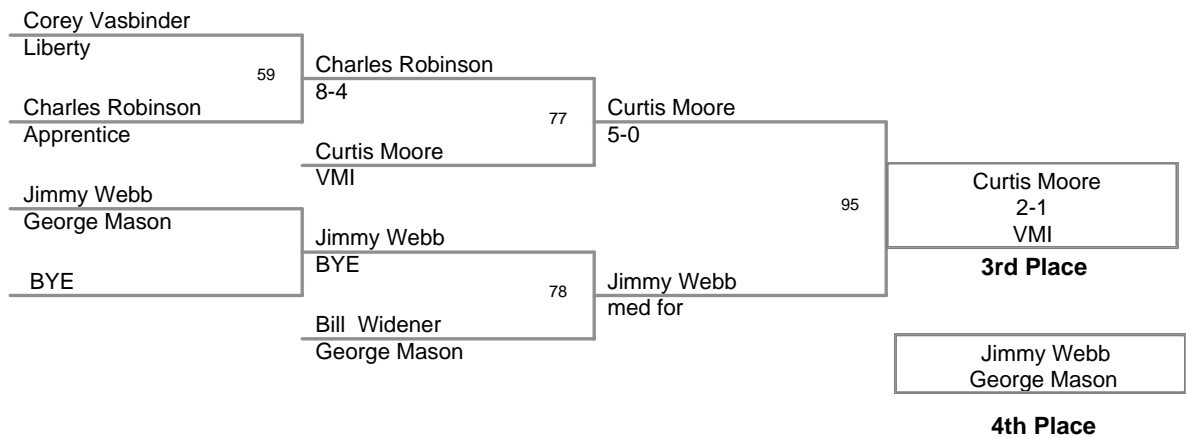 Corey Vasbinder
Liberty
59
Charles Robinson
8-4
Charles Robinson
Apprentice
77
Curtis Moore
5-0
Curtis Moore
VMI
Jimmy Webb
George Mason
95
Curtis Moore
2-1
VMI
3rd Place
Jimmy Webb
BYE
BYE
78
Jimmy Webb
med for
Bill Widener
George Mason
Jimmy Webb
George Mason
4th Place